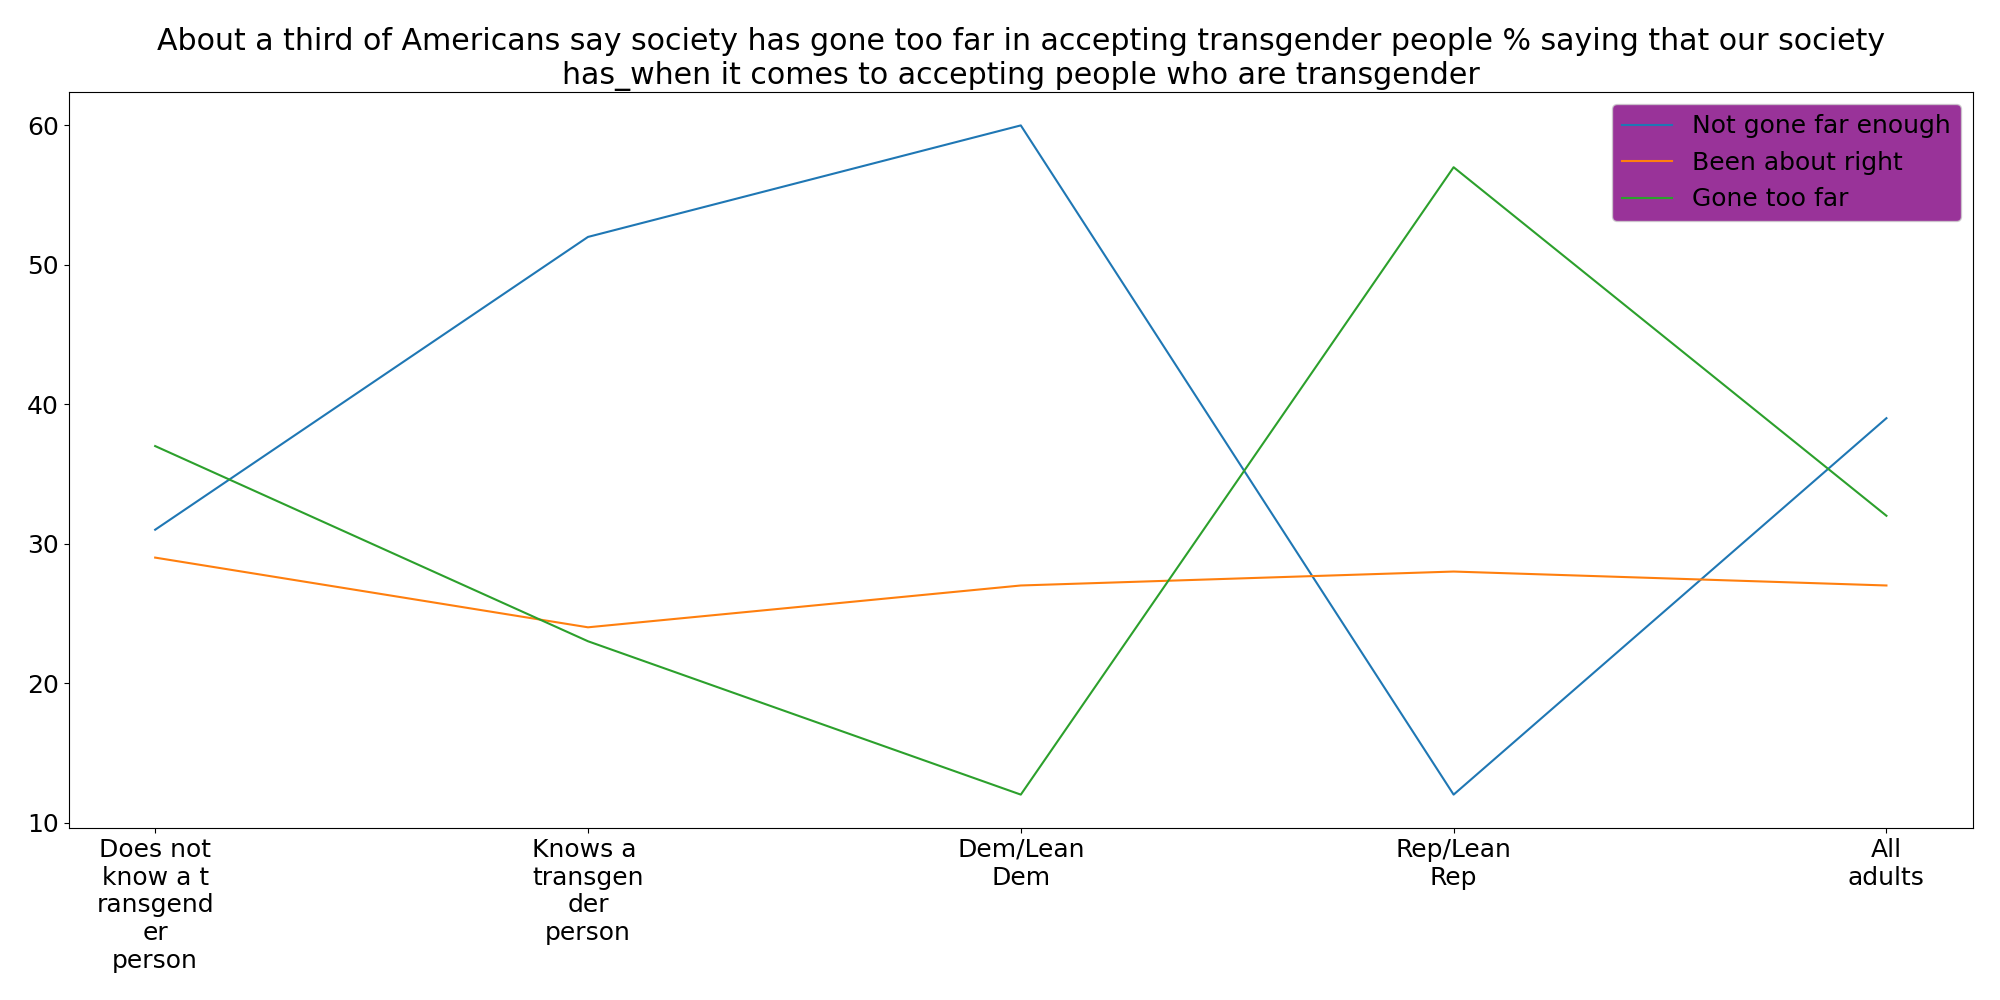 About a third of Americans say society has gone too far in accepting transgender people % saying that our society
has_when it comes to accepting people who are transgender
60
50
40
30
20
10
Not gone far enough
Been about right
Gone too far
Does not
know a t
ransgend
er
person
Knows a
transgen
der
person
Dem/Lean
Dem
Rep/Lean
Rep
All
adults